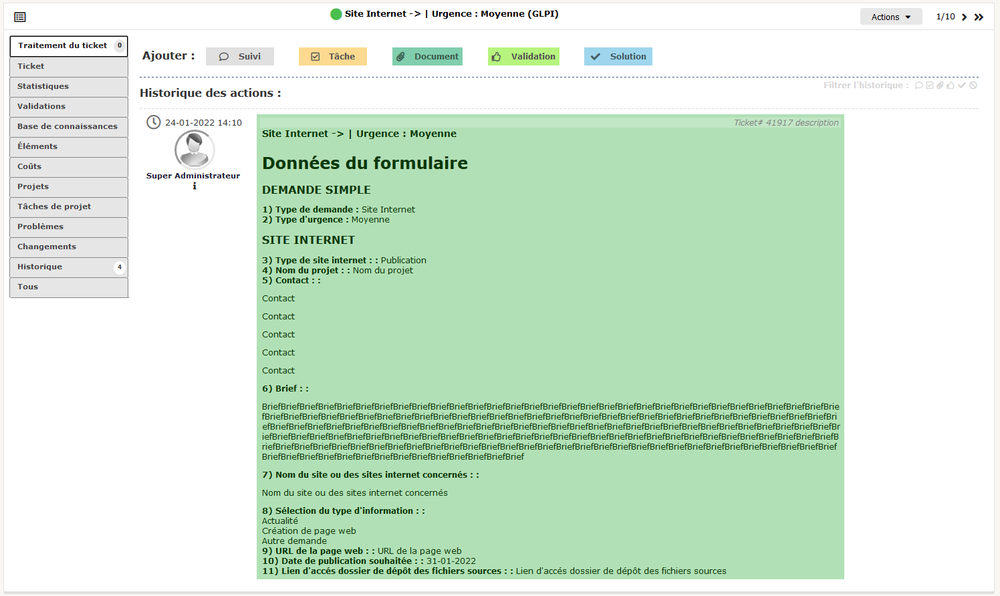 Site Internet -> | Urgence : Moyenne (GLPI)
Actions
1/10
Traitement du ticket 0
Ticket
Statistiques
Validations
Base de connaissances
Éléments
Coûts
Projets
Tâches de projet
Problèmes
Changements
Historique 4
Tous
Ajouter : Suivi Tâche Document Validation Solution
Filtrer l'historique :
Historique des actions :
24-01-2022 14:10
Super Administrateur
Ticket# 41917 description
Site Internet -> | Urgence : Moyenne
Données du formulaire
DEMANDE SIMPLE
1) Type de demande : Site Internet
2) Type d'urgence : Moyenne
SITE INTERNET
3) Type de site internet : : Publication
4) Nom du projet : : Nom du projet
5) Contact : :
Contact
Contact
Contact
Contact
Contact
6) Brief : :
BriefBriefBriefBriefBriefBriefBriefBriefBriefBriefBriefBriefBriefBriefBriefBriefBriefBriefBriefBriefBriefBriefBriefBriefBriefBriefBriefBriefBriefBriefBrie
fBriefBriefBriefBriefBriefBriefBriefBriefBriefBriefBriefBriefBriefBriefBriefBriefBriefBriefBriefBriefBriefBriefBriefBriefBriefBriefBriefBriefBriefBriefBri
efBriefBriefBriefBriefBriefBriefBriefBriefBriefBriefBriefBriefBriefBriefBriefBriefBriefBriefBriefBriefBriefBriefBriefBriefBriefBriefBriefBriefBriefBriefBr
iefBriefBriefBriefBriefBriefBriefBriefBriefBriefBriefBriefBriefBriefBriefBriefBriefBriefBriefBriefBriefBriefBriefBriefBriefBriefBriefBriefBriefBriefBriefB
riefBriefBriefBriefBriefBriefBriefBriefBriefBriefBriefBriefBriefBriefBriefBriefBriefBriefBriefBriefBriefBriefBriefBriefBriefBriefBriefBriefBriefBriefBrief
BriefBriefBriefBriefBriefBriefBriefBriefBriefBriefBriefBriefBriefBrief
7) Nom du site ou des sites internet concernés : :
Nom du site ou des sites internet concernés
8) Sélection du type d'information : :
Actualité
Création de page web
Autre demande
9) URL de la page web : : URL de la page web
10) Date de publication souhaitée : : 31-01-2022
11) Lien d'accés dossier de dépôt des fichiers sources : : Lien d'accés dossier de dépôt des fichiers sources